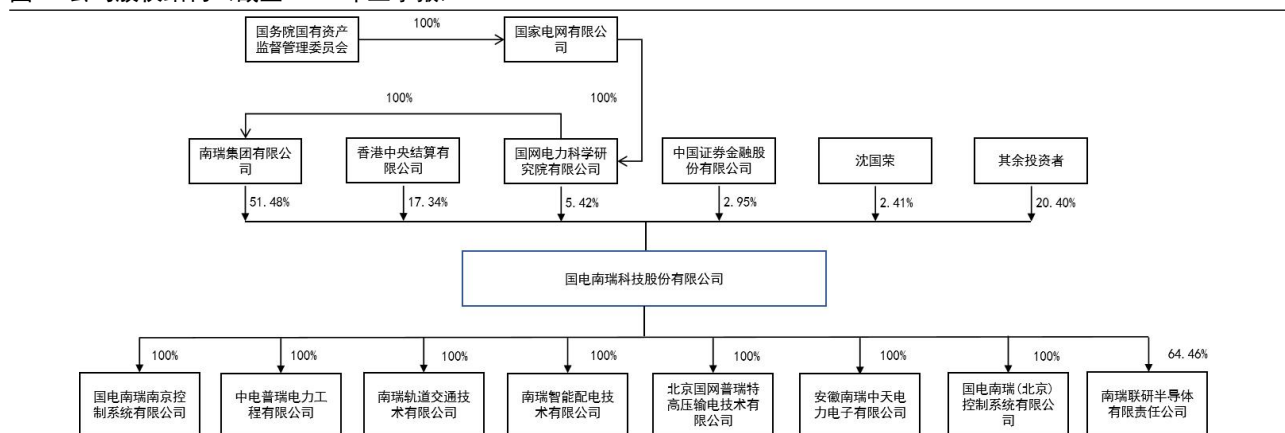 国务院国有资产
监督管理委员会
100%
国家电网有限公
司
100%
100%
南瑞集团有限公
司
香港中央结算有
限公司
国网电力科学研
究院有限公司
中国证券金融股
份有限公司
沈国荣
其余投资者
51.48%
17.34%
5.42%
2.95%
2.41%
20.40%
国电南瑞科技股份有限公司
100%
100%
100%
100%
100%
100%
100%
64.46%
国电南瑞南京控
制系统有限公司
中电普瑞电力工
程有限公司
南瑞轨道交通技
术有限公司
南瑞智能配电技
术有限公司
北京国网普瑞特
高压输电技术有
限公司
安徽南瑞中天电
力电子有限公司
国电南瑞(北京)
控制系统有限公
司
南瑞联研半导体
有限责任公司